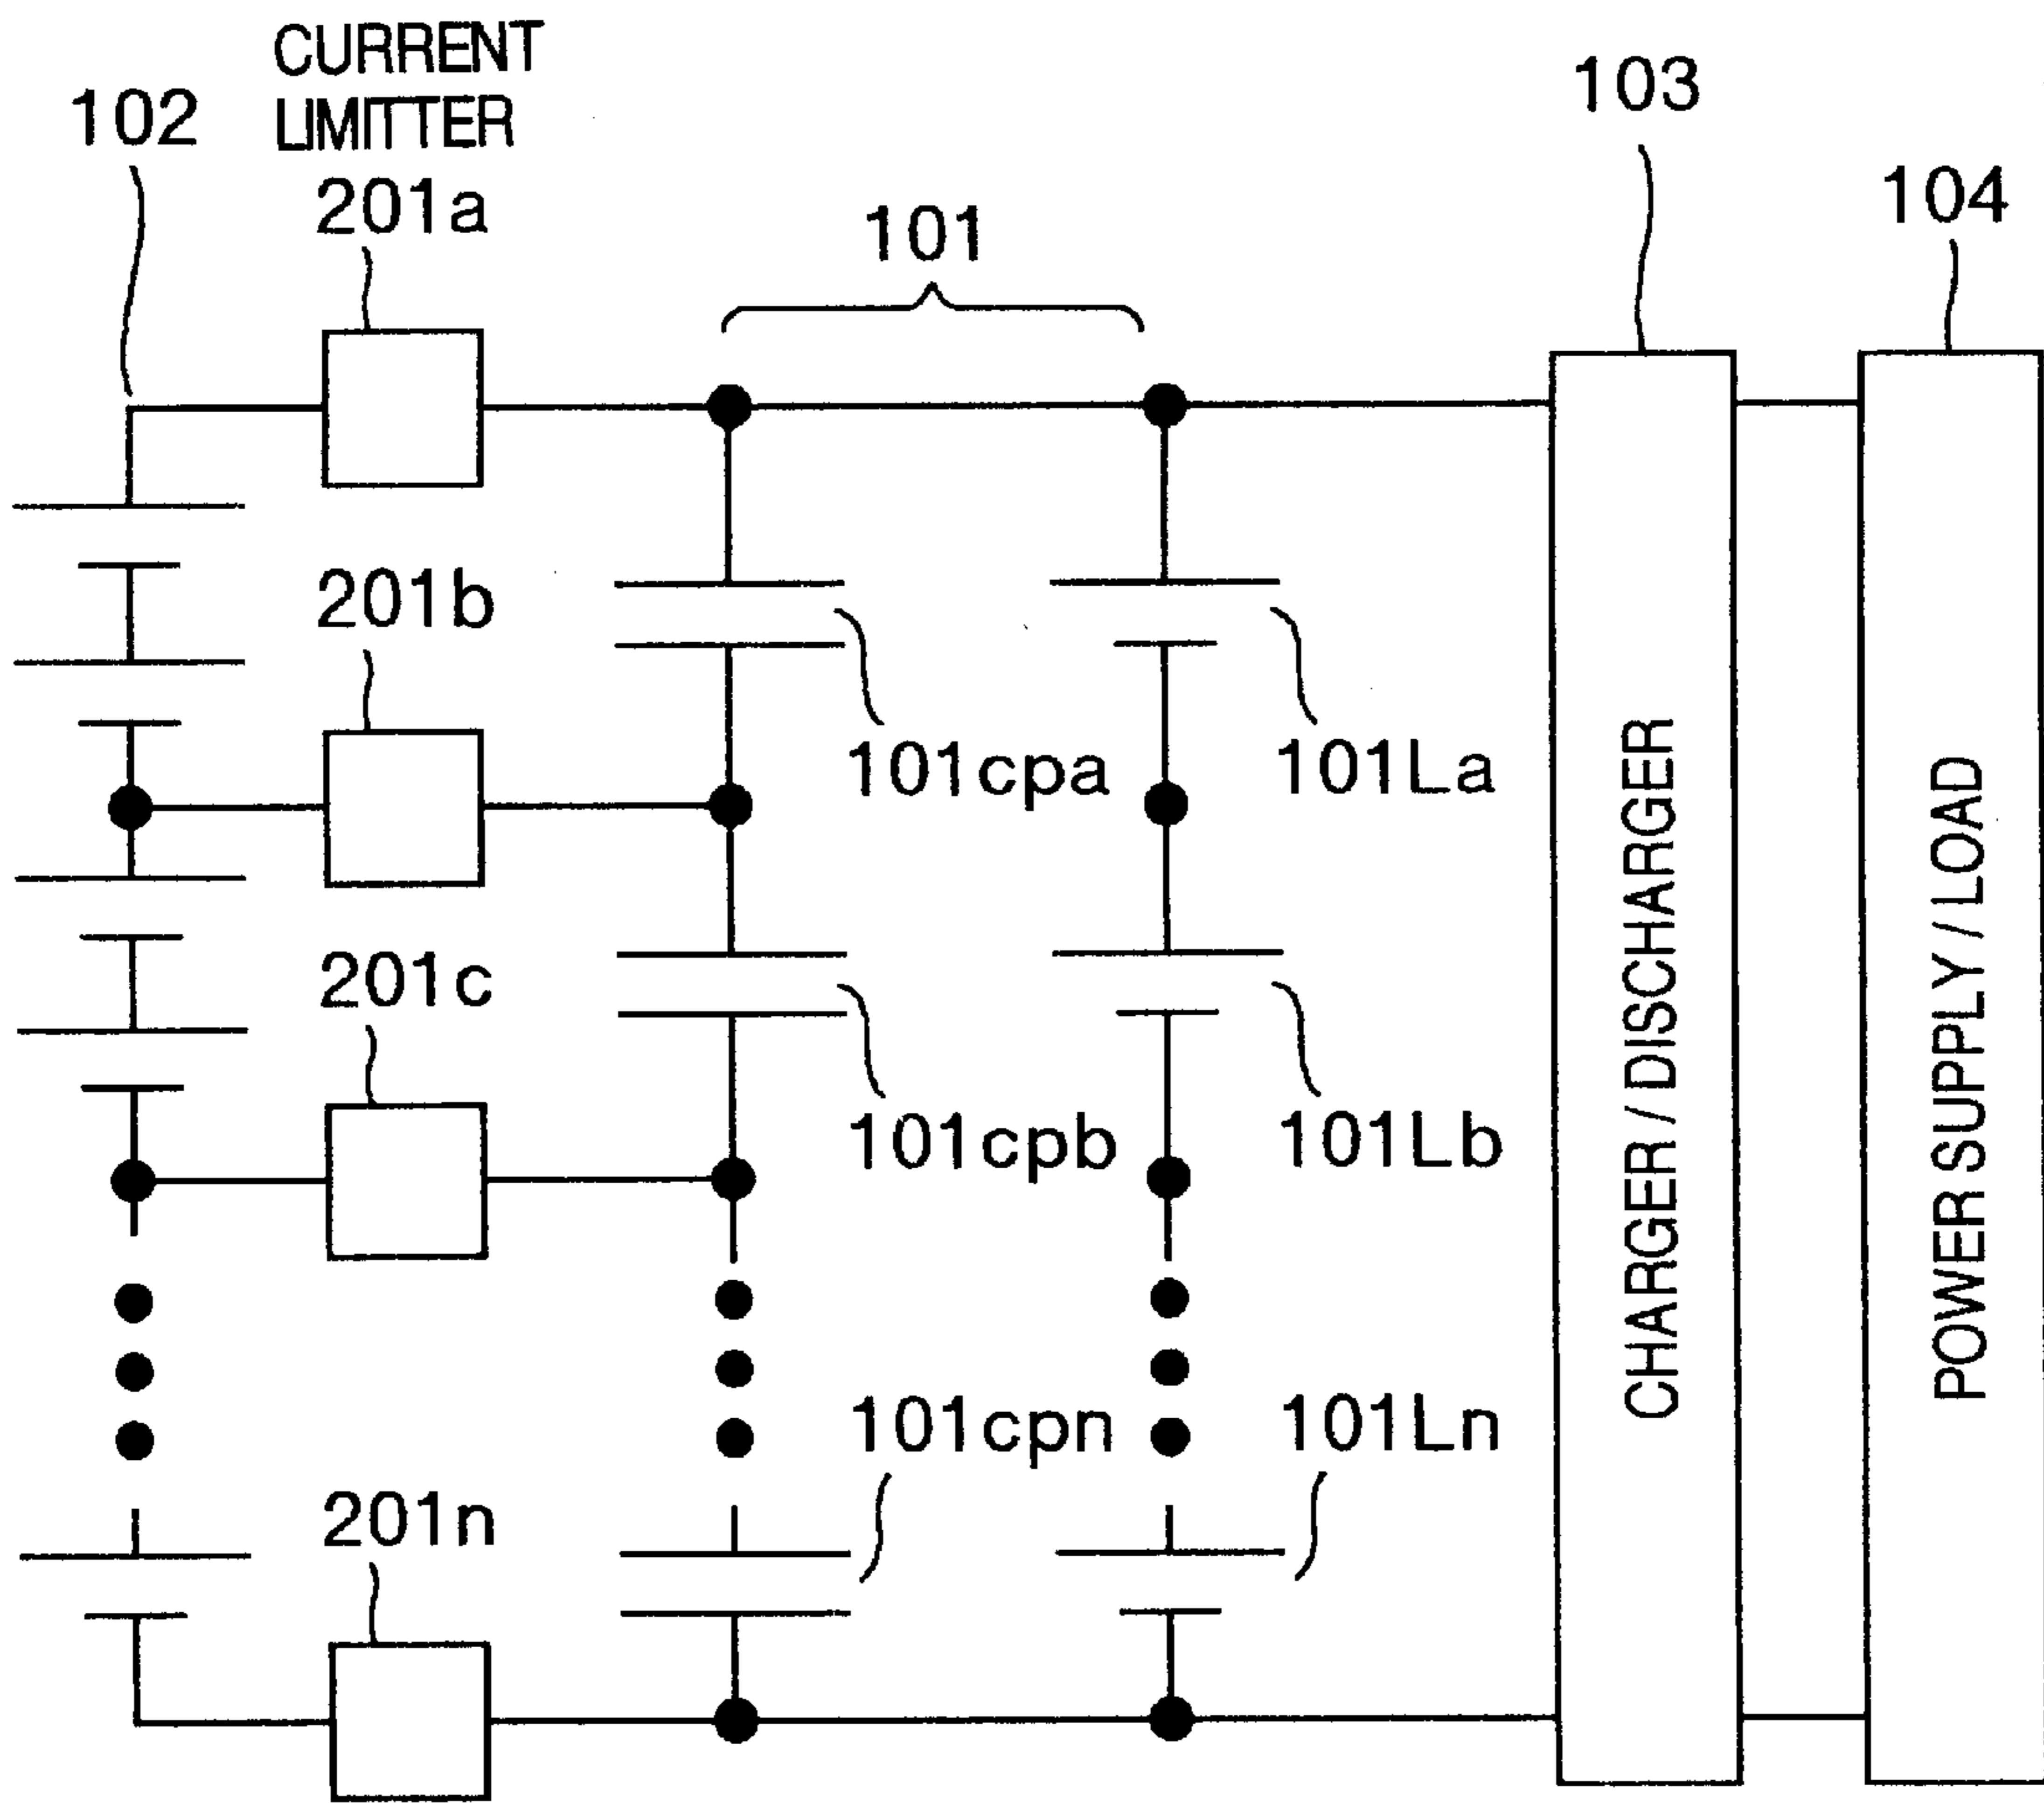 CURRENT
LIMITTER
102
201a
101
103
104
201b
101cpa
101La
201c
101cpb
101Lb
CHARGER / DISCHARGER
POWER SUPPLY / LOAD
101cpn
101Ln
201n